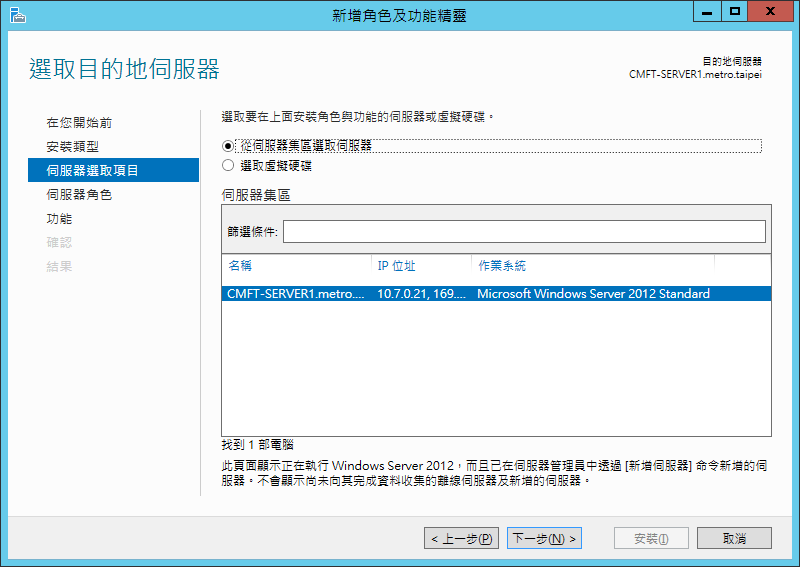 新增角色及功能精靈
選取目的地伺服器
目的地伺服器
CMFT-SERVER1.metro.taipei
在您開始前
安裝類型
伺服器選取項目
伺服器角色
功能
確認
結果
選取要在上面安裝角色與功能的伺服器或虛擬硬碟。
從伺服器集區選取伺服器
選取虛擬硬碟
伺服器集區
篩選條件:
名稱 IP 位址 作業系統
CMFT-SERVER1.metro.... 10.7.0.21, 169.... Microsoft Windows Server 2012 Standard
找到 1 部電腦
此頁面顯示正在執行 Windows Server 2012，而且已在伺服器管理員中透過 [新增伺服器] 命令新增的伺
服器。不會顯示尚未向其完成資料收集的離線伺服器及新增的伺服器。
< 上一步(P) 下一步(N) > 安裝(I) 取消